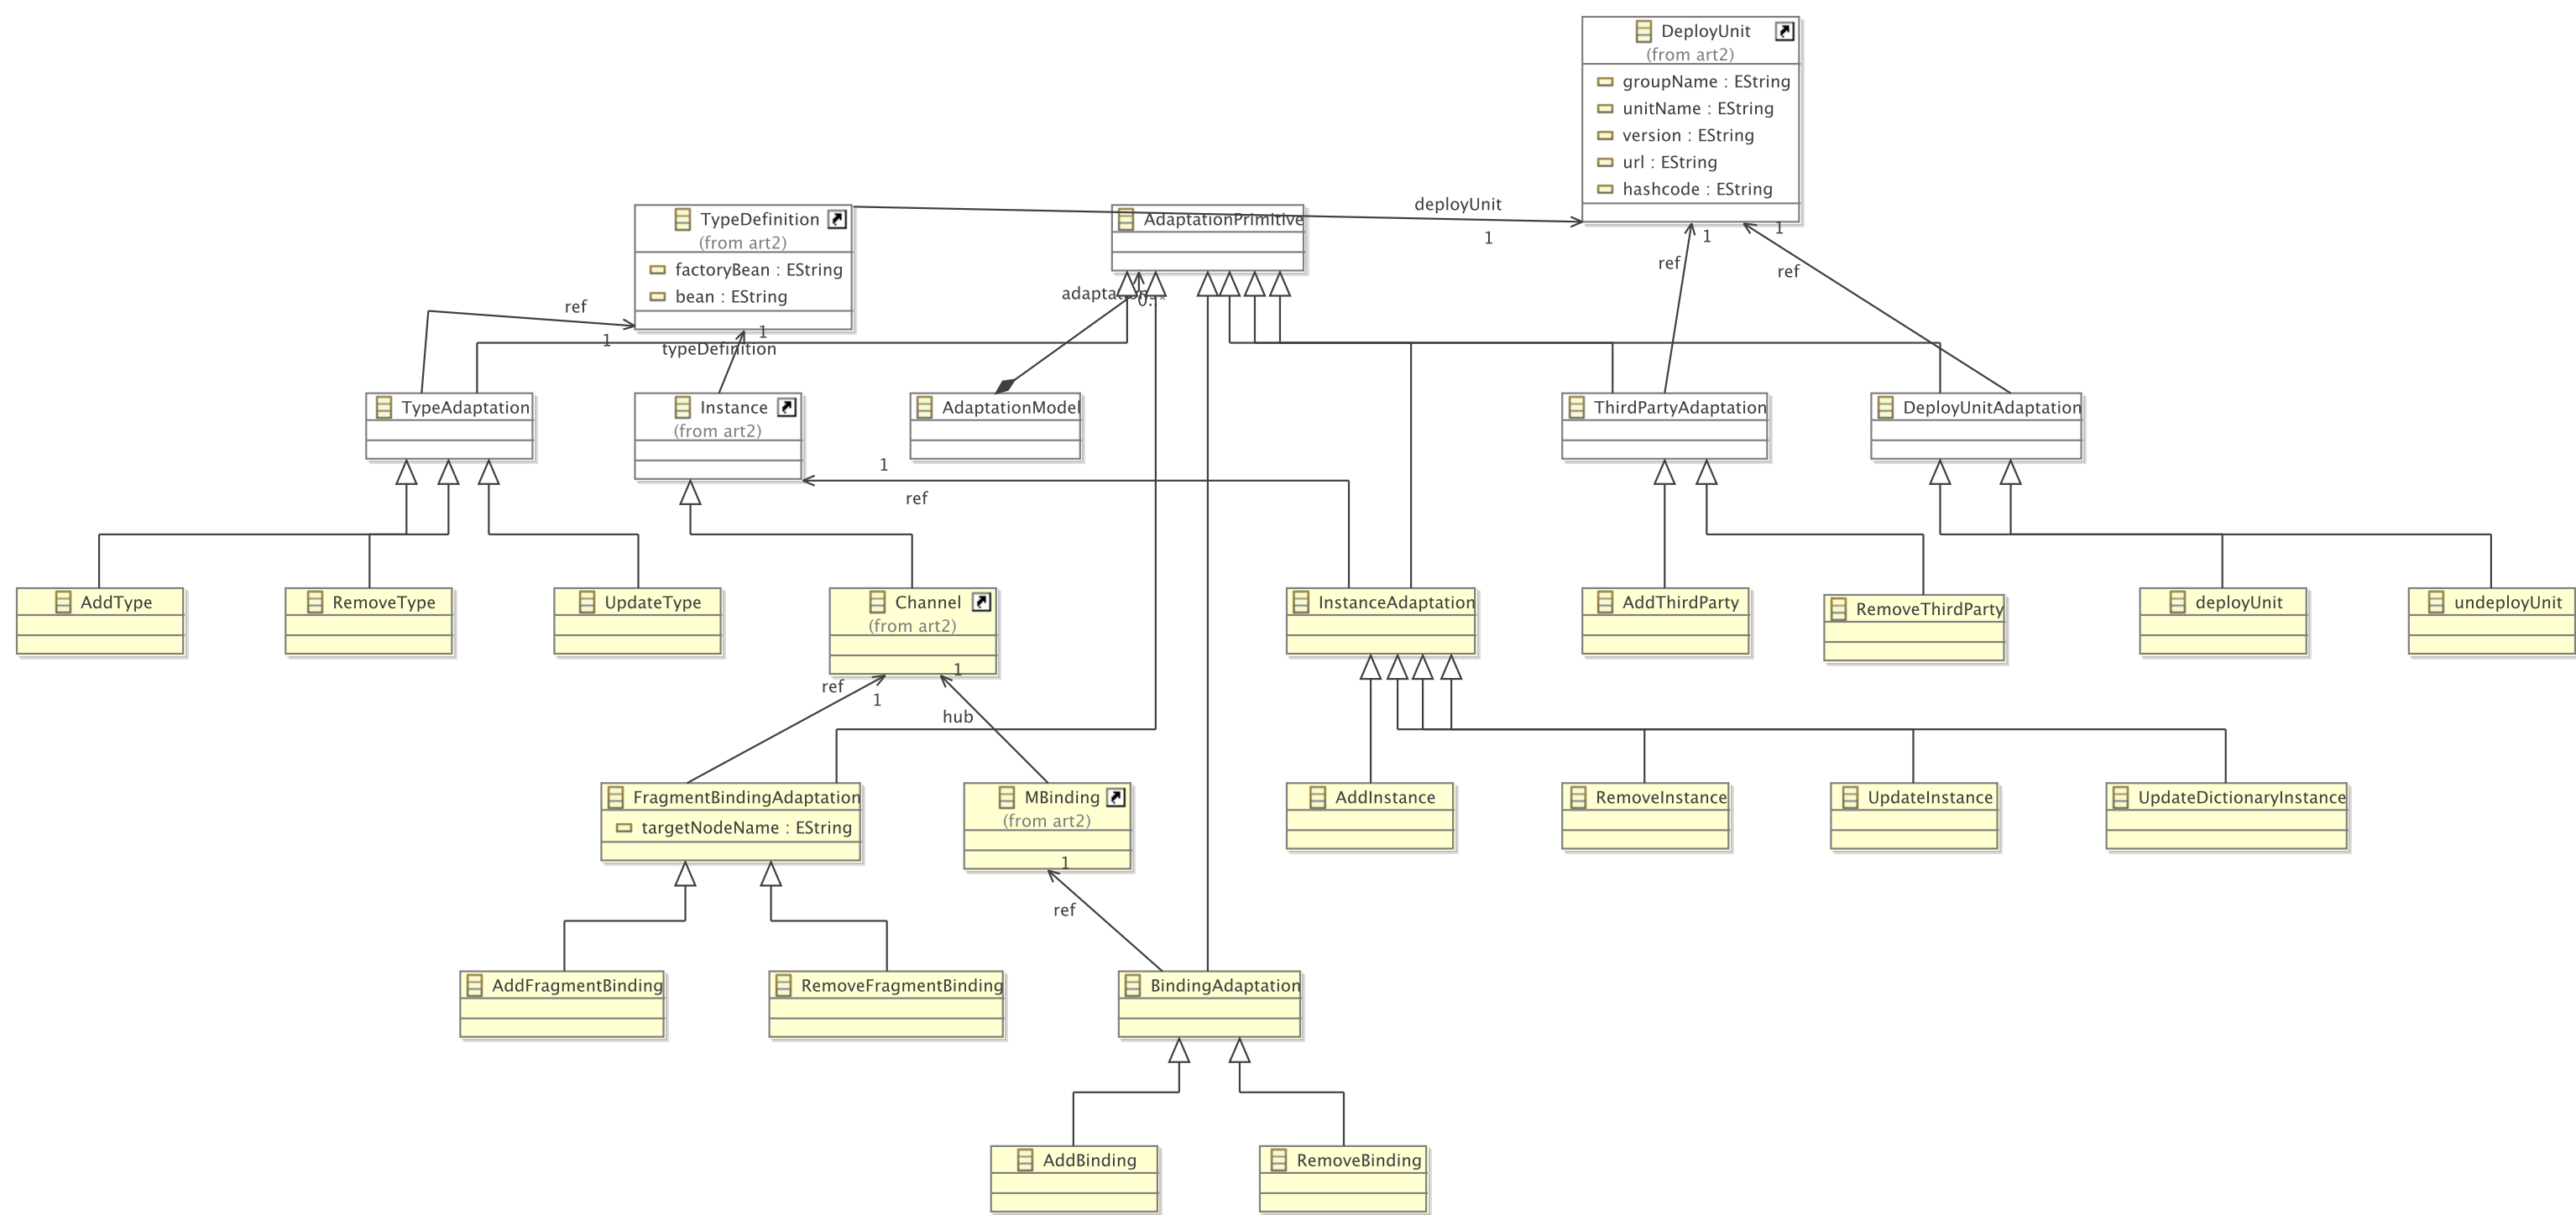 DeployUnit
(from art2)
groupName : EString
unitName : EString
version : EString
url : EString
hashcode : EString
deployUnit
1
TypeDefinition
(from art2)
factoryBean : EString
bean : EString
AdaptationPrimitive
ref
1
ref
1
ref
1
typeDefinition
1
0..*
TypeAdaptation
Instance
(from art2)
AdaptationModel
ThirdPartyAdaptation
DeployUnitAdaptation
1
ref
AddType
RemoveType
UpdateType
Channel
(from art2)
InstanceAdaptation
AddThirdParty
RemoveThirdParty
deployUnit
undeployUnit
ref
1
1
hub
FragmentBindingAdaptation
targetNodeName : EString
MBinding
(from art2)
AddInstance
RemoveInstance
UpdateInstance
UpdateDictionaryInstance
1
ref
AddFragmentBinding
RemoveFragmentBinding
BindingAdaptation
AddBinding
RemoveBinding